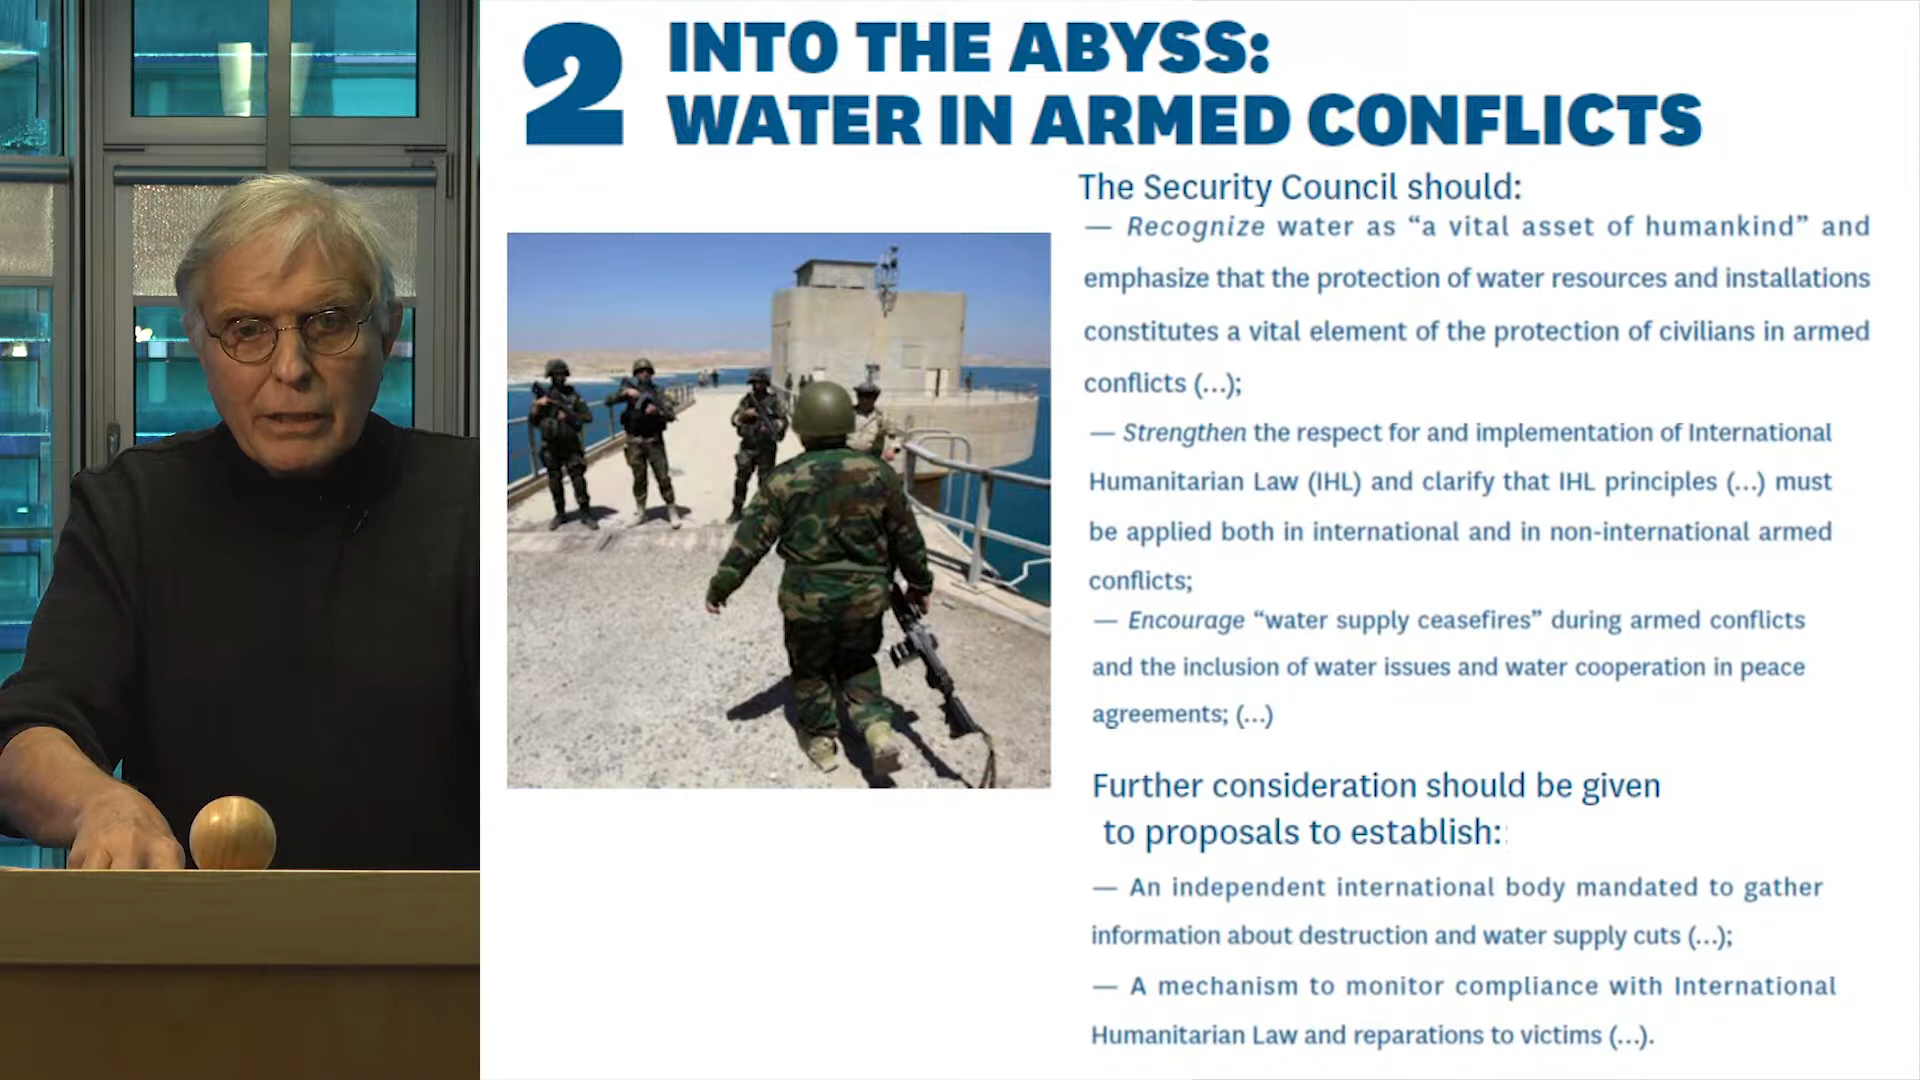 2 INTO THE ABYSS:
WATER IN ARMED CONFLICTS
The Security Council should:
— Recognize water as “a vital asset of humankind” and
emphasize that the protection of water resources and installations
constitutes a vital element of the protection of civilians in armed
conflicts (…);
— Strengthen the respect for and implementation of International
Humanitarian Law (IHL) and clarify that IHL principles (…) must
be applied both in international and in non-international armed
conflicts;
— Encourage “water supply ceasefires” during armed conflicts
and the inclusion of water issues and water cooperation in peace
agreements; (…)
Further consideration should be given
to proposals to establish:
— An independent international body mandated to gather
information about destruction and water supply cuts (…);
— A mechanism to monitor compliance with International
Humanitarian Law and reparations to victims (…).